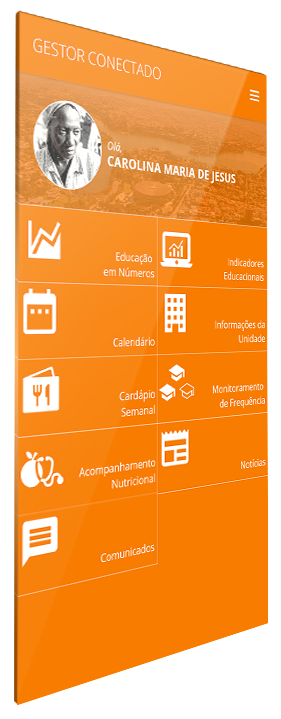 GESTOR CONECTADO
Olá,
CAROLINA MARIA DE JESUS
Educação
em Números
Indicadores
Educacionais
Calendário
Informações da
Unidade
Cardápio
Semanal
Monitoramento
de Frequência
Acompanhamento
Nutricional
Notícias
Comunicados